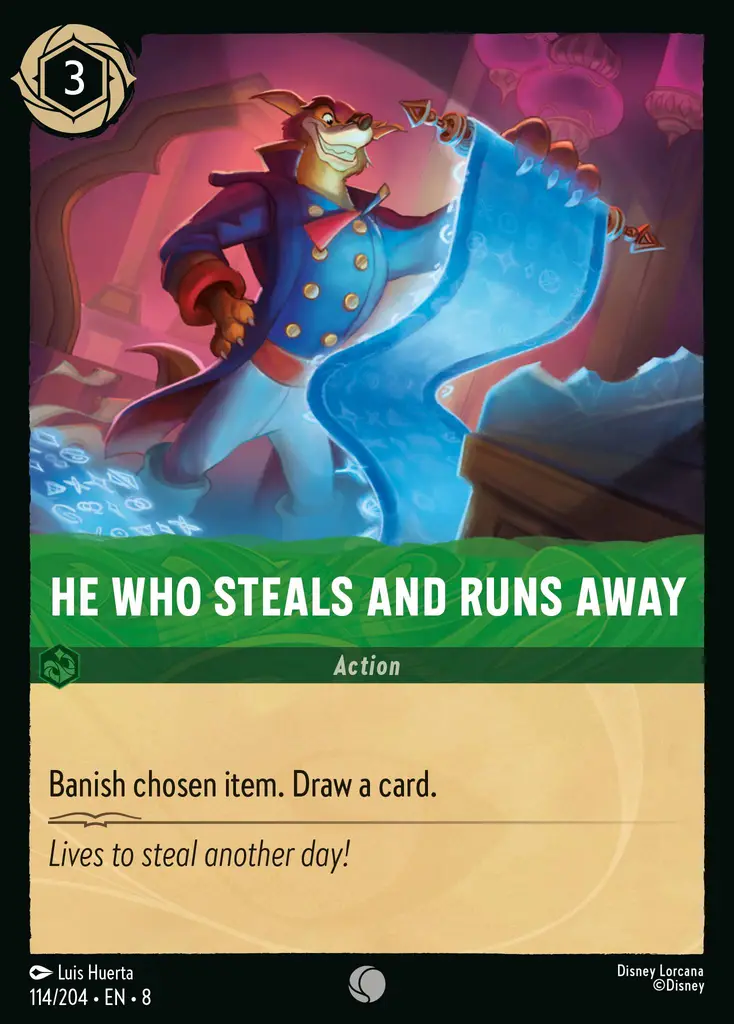 3
HE WHO STEALS AND RUNS AWAY
Action
Banish chosen item. Draw a card.
Lives to steal another day!
Luis Huerta
Disney Lorcana
114/204 • EN • 8
©Disney